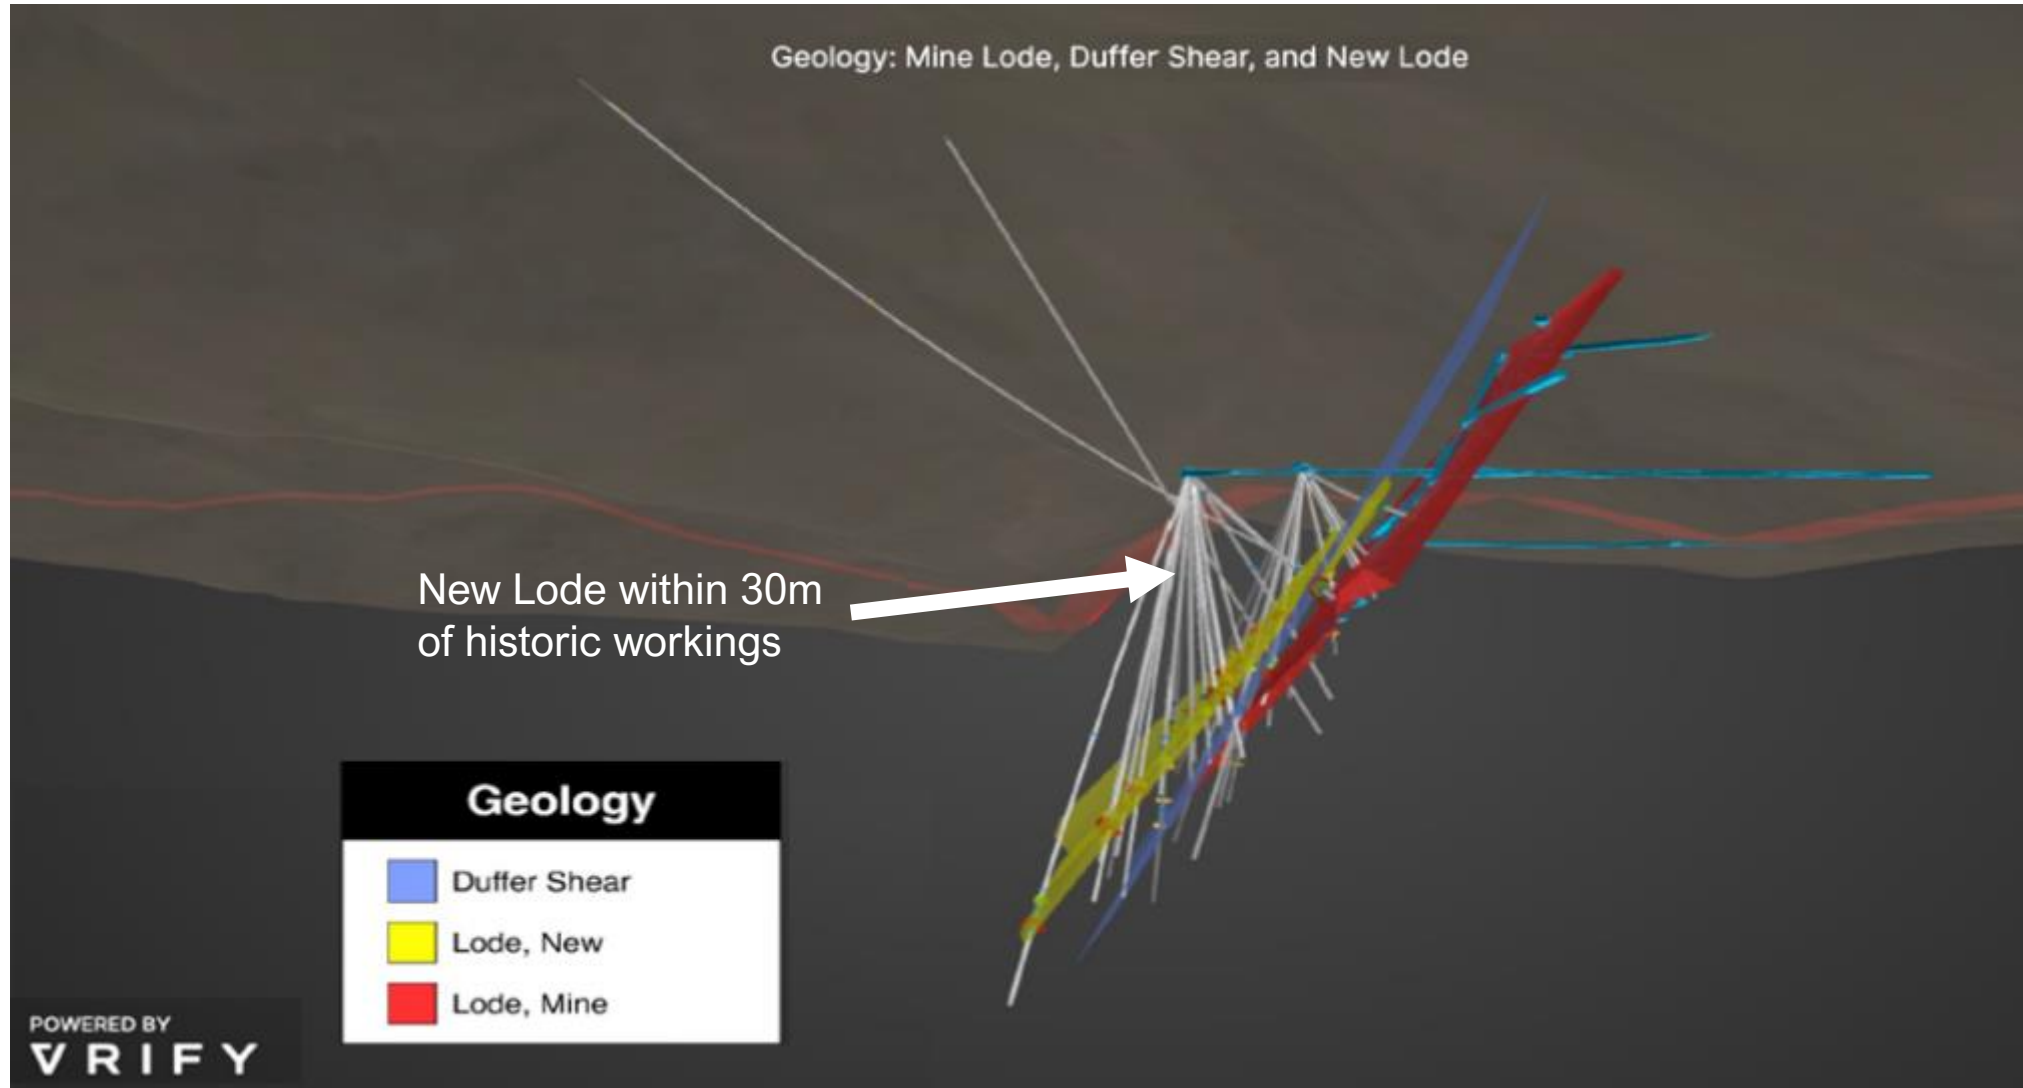 Geology: Mine Lode, Duffer Shear, and New Lode
New Lode within 30m
of historic workings
Geology
Duffer Shear
Lode, New
Lode, Mine
POWERED BY
VRIFY